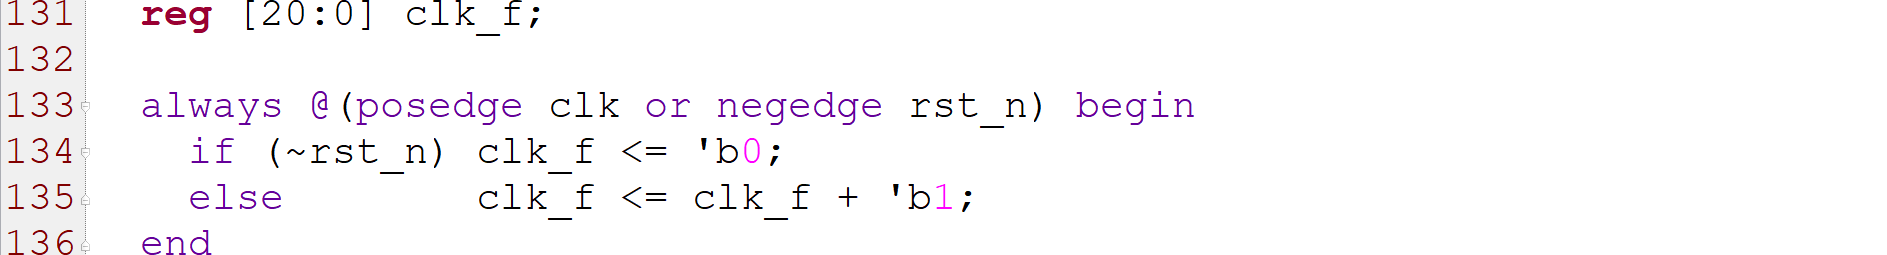 131 reg [20:0] clk_f;
132
133 always @(posedge clk or negedge rst_n) begin
134 if (~rst_n) clk_f <= 'b0;
135 else clk_f <= clk_f + 'b1;
136 end